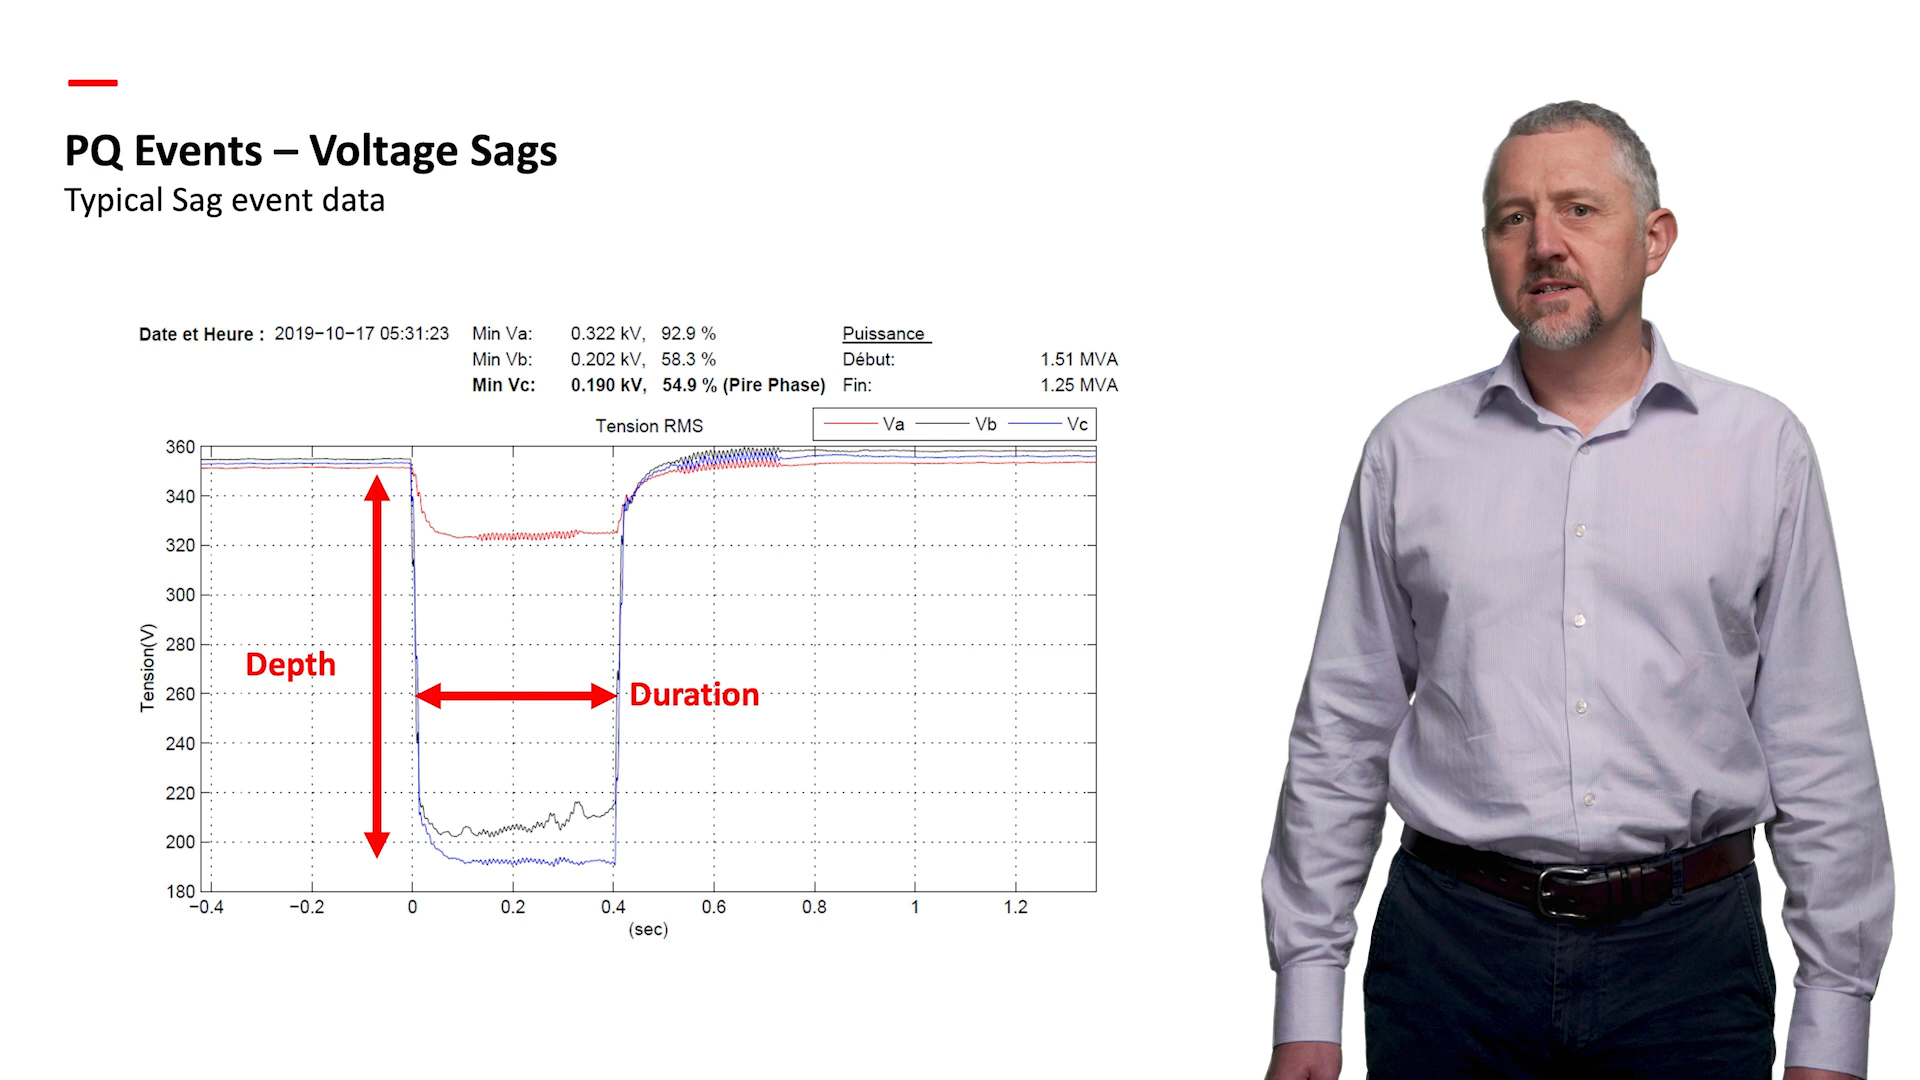 PQ Events – Voltage Sags
Typical Sag event data
Date et Heure : 2019−10−17 05:31:23 Min Va: 0.322 kV, 92.9 % Puissance
Min Vb: 0.202 kV, 58.3 % Début: 1.51 MVA
Min Vc: 0.190 kV, 54.9 % (Pire Phase) Fin: 1.25 MVA
Tension RMS
Va Vb Vc
360
340
320
300
280
260
240
220
200
180
Tension(V)
Depth
Duration
−0.4 −0.2 0 0.2 0.4 0.6 0.8 1 1.2
(sec)